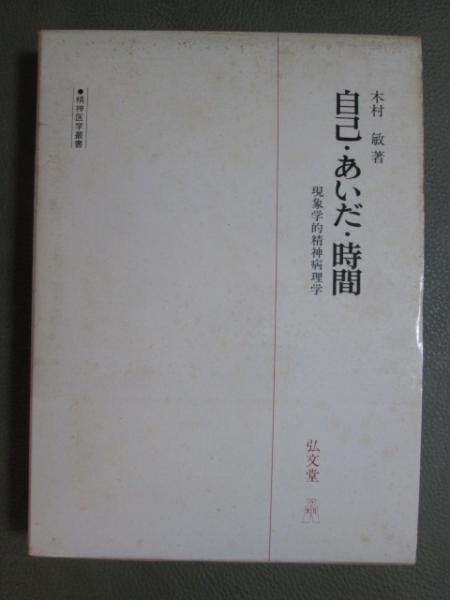 木村 敏 著
自己・あいだ・時間
現象学的精神病理学
弘文堂
●精神医学叢書